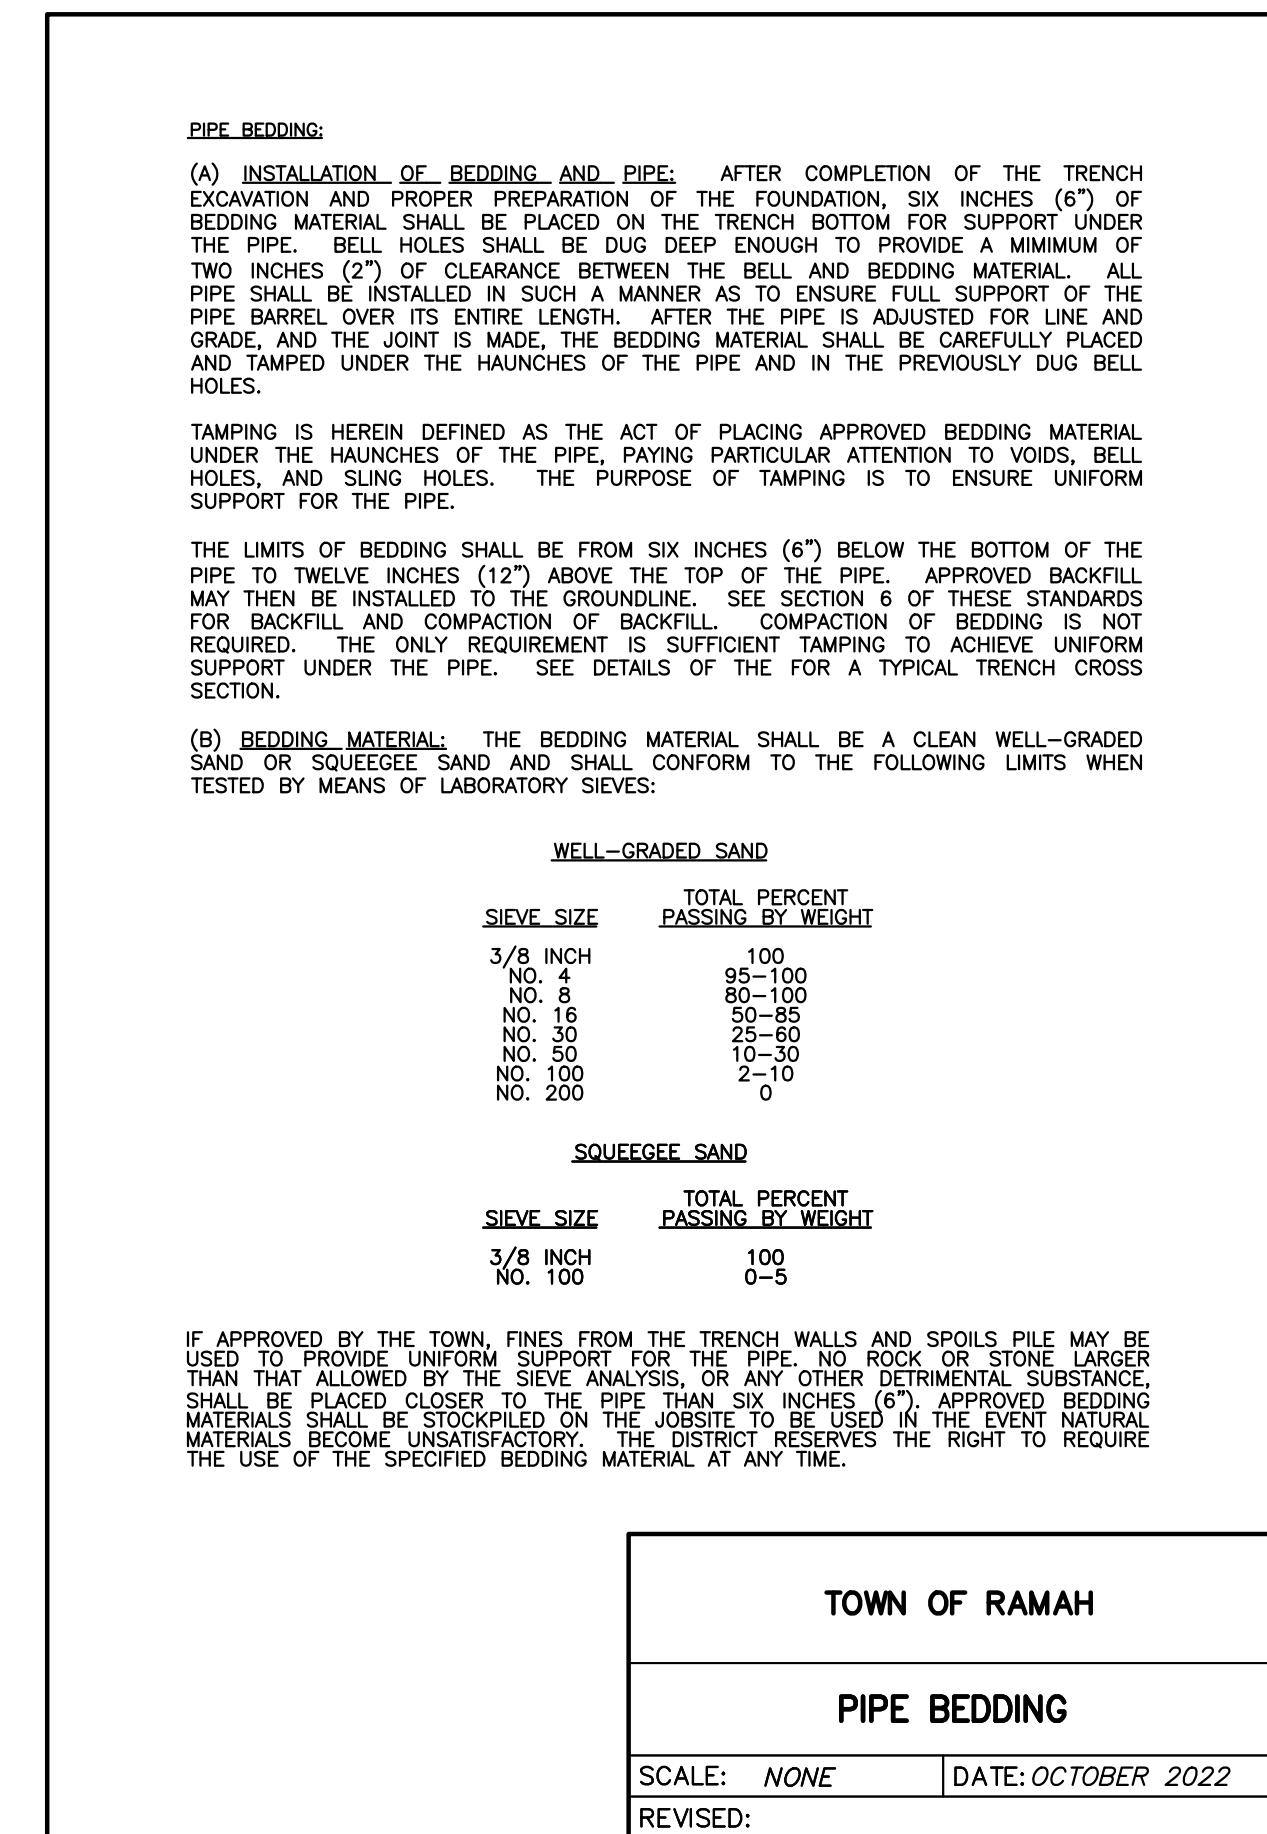 PIPE BEDDING:
(A) INSTALLATION OF BEDDING AND PIPE: AFTER COMPLETION OF THE TRENCH
EXCAVATION AND PROPER PREPARATION OF THE FOUNDATION, SIX INCHES (6") OF
BEDDING MATERIAL SHALL BE PLACED ON THE TRENCH BOTTOM FOR SUPPORT UNDER
THE PIPE. BELL HOLES SHALL BE DUG DEEP ENOUGH TO PROVIDE A MIMIMUM OF
TWO INCHES (2") OF CLEARANCE BETWEEN THE BELL AND BEDDING MATERIAL. ALL
PIPE SHALL BE INSTALLED IN SUCH A MANNER AS TO ENSURE FULL SUPPORT OF THE
PIPE BARREL OVER ITS ENTIRE LENGTH. AFTER THE PIPE IS ADJUSTED FOR LINE AND
GRADE, AND THE JOINT IS MADE, THE BEDDING MATERIAL SHALL BE CAREFULLY PLACED
AND TAMPED UNDER THE HAUNCHES OF THE PIPE AND IN THE PREVIOUSLY DUG BELL
HOLES.
TAMPING IS HEREIN DEFINED AS THE ACT OF PLACING APPROVED BEDDING MATERIAL
UNDER THE HAUNCHES OF THE PIPE, PAYING PARTICULAR ATTENTION TO VOIDS, BELL
HOLES, AND SLING HOLES. THE PURPOSE OF TAMPING IS TO ENSURE UNIFORM
SUPPORT FOR THE PIPE.
THE LIMITS OF BEDDING SHALL BE FROM SIX INCHES (6") BELOW THE BOTTOM OF THE
PIPE TO TWELVE INCHES (12") ABOVE THE TOP OF THE PIPE. APPROVED BACKFILL
MAY THEN BE INSTALLED TO THE GROUNDLINE. SEE SECTION 6 OF THESE STANDARDS
FOR BACKFILL AND COMPACTION OF BACKFILL. COMPACTION OF BEDDING IS NOT
REQUIRED. THE ONLY REQUIREMENT IS SUFFICIENT TAMPING TO ACHIEVE UNIFORM
SUPPORT UNDER THE PIPE. SEE DETAILS OF THE FOR A TYPICAL TRENCH CROSS
SECTION.
(B) BEDDING MATERIAL: THE BEDDING MATERIAL SHALL BE A CLEAN WELL-GRADED
SAND OR SQUEEGEE SAND AND SHALL CONFORM TO THE FOLLOWING LIMITS WHEN
TESTED BY MEANS OF LABORATORY SIEVES:
WELL-GRADED SAND
TOTAL PERCENT
SIEVE SIZE PASSING BY WEIGHT
3/8 INCH 100
NO. 4 95-100
NO. 8 80-100
NO. 16 50-85
NO. 30 25-60
NO. 50 10-30
NO. 100 2-10
NO. 200 0
SQUEEGEE SAND
TOTAL PERCENT
SIEVE SIZE PASSING BY WEIGHT
3/8 INCH 100
NO. 100 0-5
IF APPROVED BY THE TOWN, FINES FROM THE TRENCH WALLS AND SPOILS PILE MAY BE
USED TO PROVIDE UNIFORM SUPPORT FOR THE PIPE. NO ROCK OR STONE LARGER
THAN THAT ALLOWED BY THE SIEVE ANALYSIS, OR ANY OTHER DETRIMENTAL SUBSTANCE,
SHALL BE PLACED CLOSER TO THE PIPE THAN SIX INCHES (6"). APPROVED BEDDING
MATERIALS SHALL BE STOCKPILED ON THE JOBSITE TO BE USED IN THE EVENT NATURAL
MATERIALS BECOME UNSATISFACTORY. THE DISTRICT RESERVES THE RIGHT TO REQUIRE
THE USE OF THE SPECIFIED BEDDING MATERIAL AT ANY TIME.
TOWN OF RAMAH
PIPE BEDDING
SCALE: NONE DATE: OCTOBER 2022
REVISED: